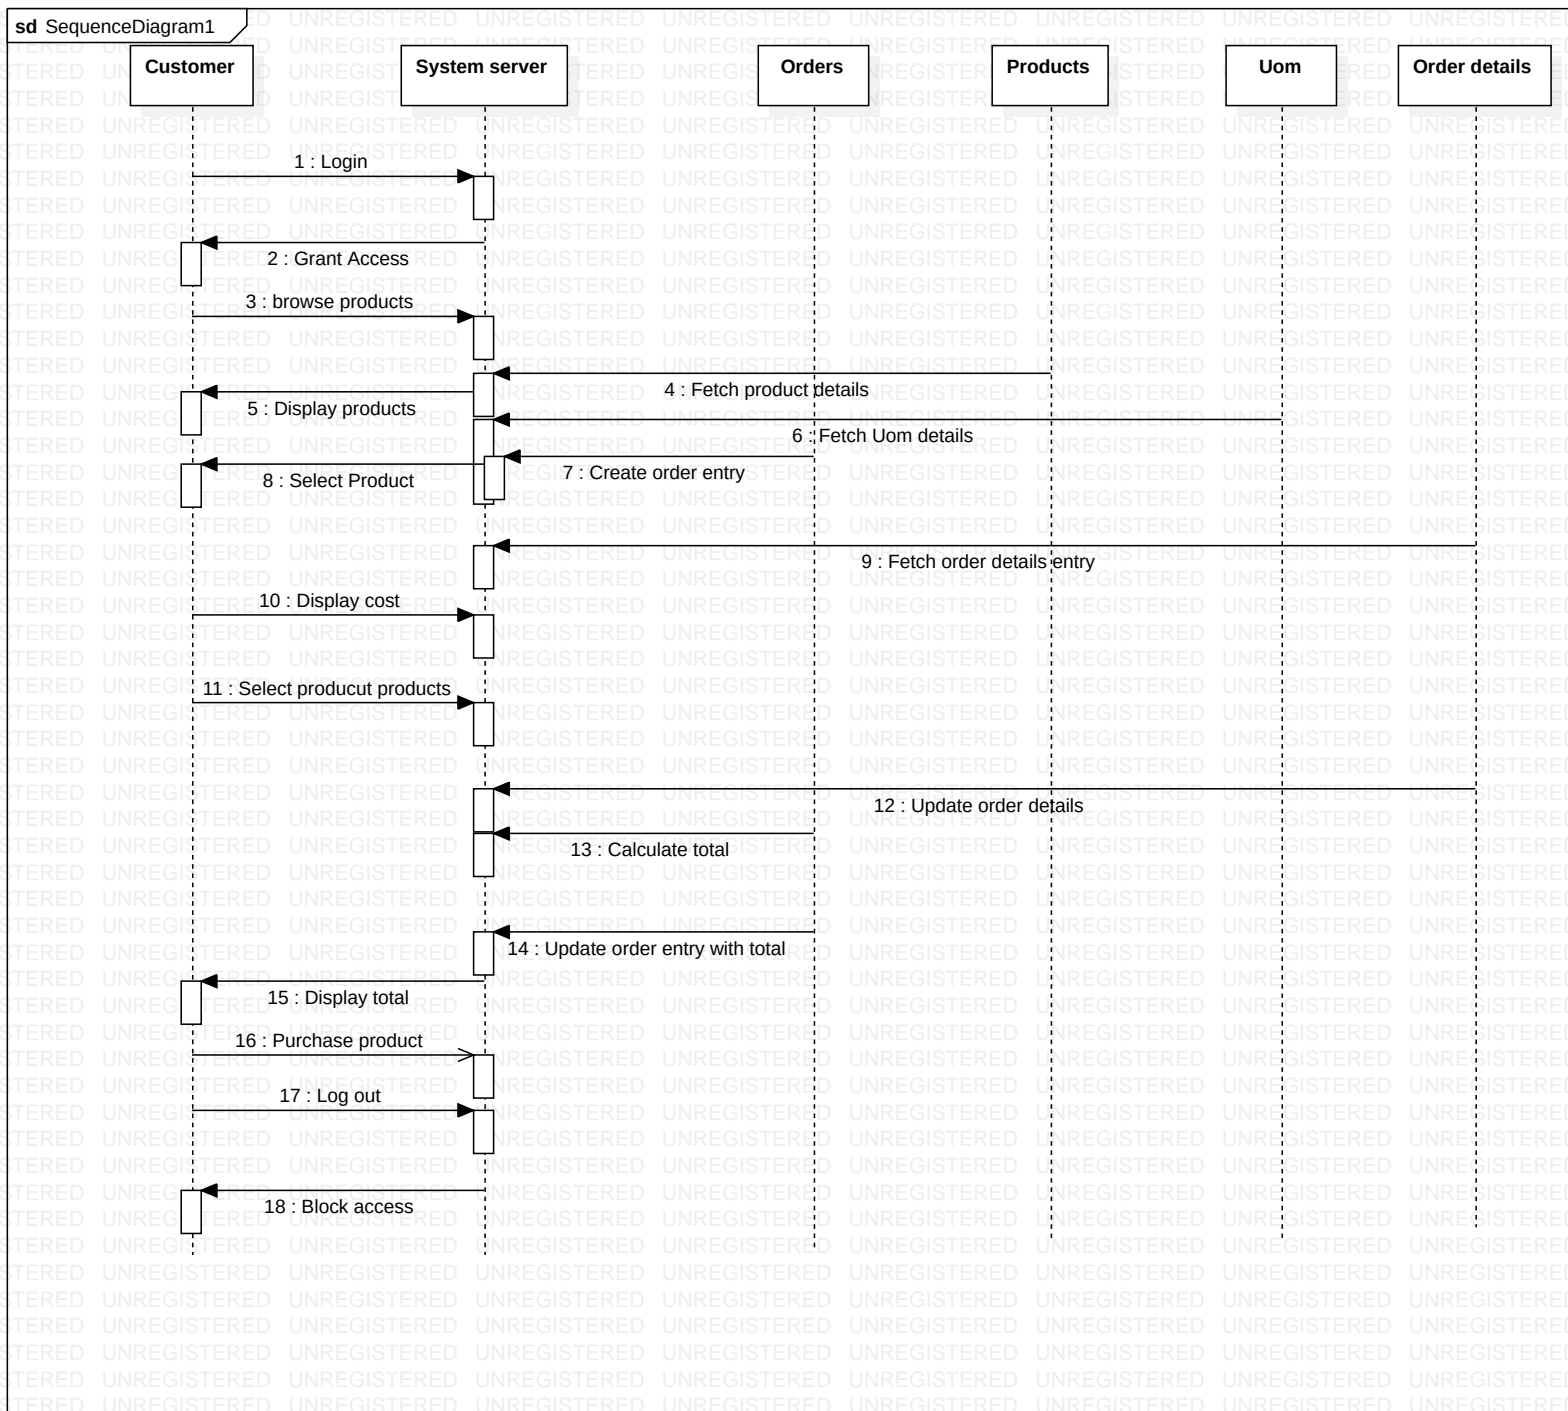 sd SequenceDiagram1
Customer
System server
Orders
Products
Uom
Order details
1 : Login
2 : Grant Access
3 : browse products
4 : Fetch product details
5 : Display products
6 : Fetch Uom details
7 : Create order entry
8 : Select Product
9 : Fetch order details entry
10 : Display cost
11 : Select producut products
12 : Update order details
13 : Calculate total
14 : Update order entry with total
15 : Display total
16 : Purchase product
17 : Log out
18 : Block access
UNREGISTERED